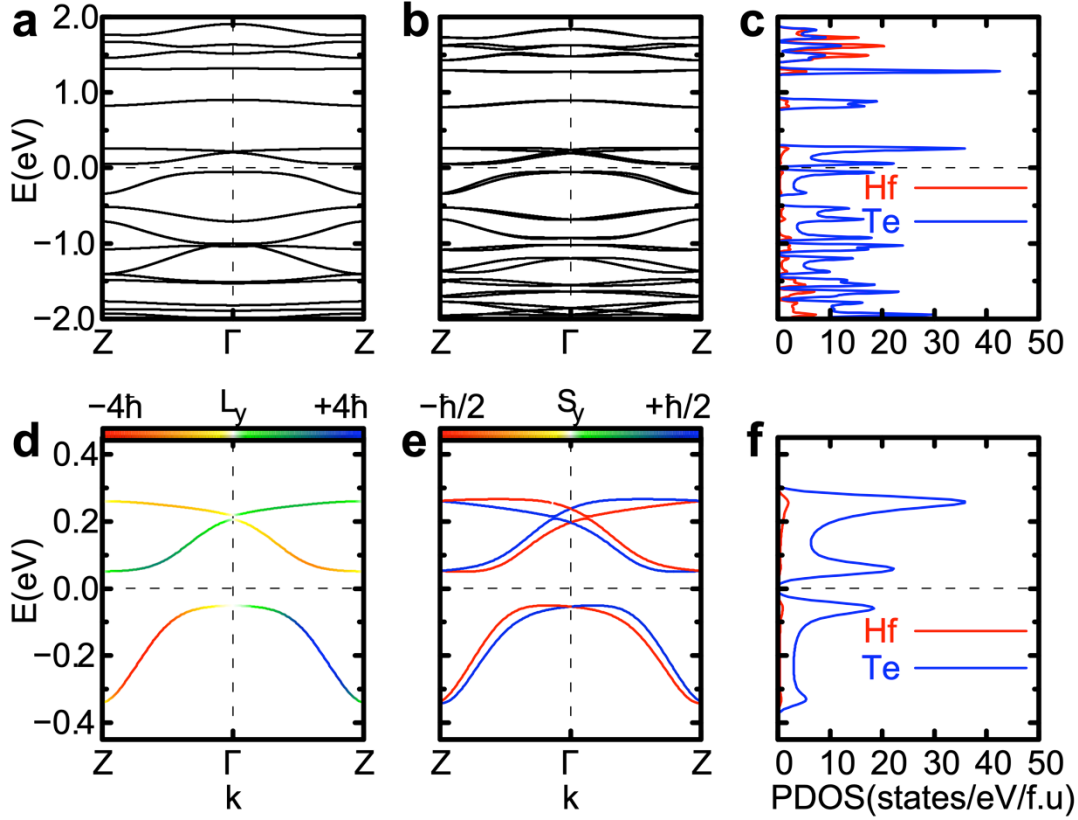 a b c
2.0
1.0
0.0
−1.0
−2.0
E(eV)
Z Γ Z
Z Γ Z
Hf
Te
0 10 20 30 40 50
−4ħ L_y +4ħ
−ħ/2 S_y +ħ/2
d e f
0.4
0.2
0.0
−0.2
−0.4
E(eV)
Z Γ Z
k
Z Γ Z
k
Hf
Te
0 10 20 30 40 50
PDOS(states/eV/f.u)